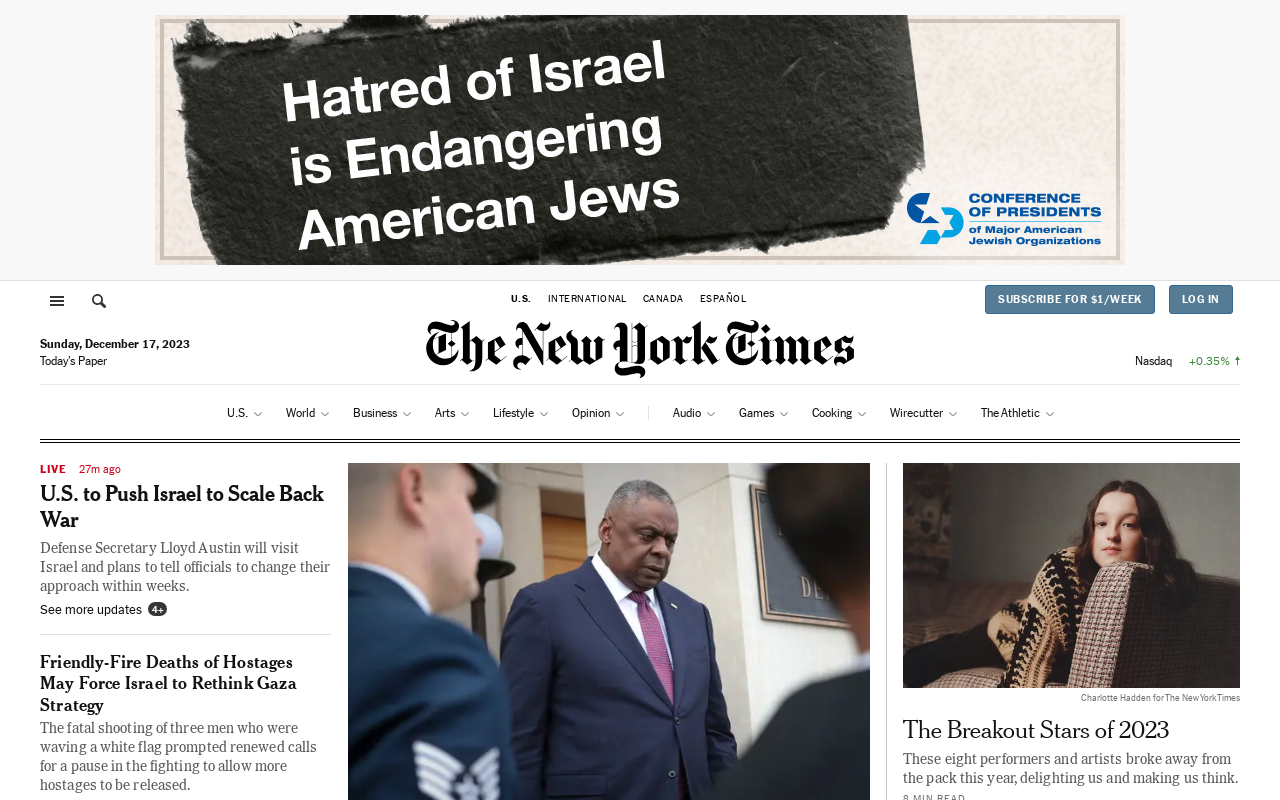 Hatred of Israel
is Endangering
American Jews
CONFERENCE
OF PRESIDENTS
of Major American
Jewish Organizations
U.S.
INTERNATIONAL
CANADA
ESPAÑOL
SUBSCRIBE FOR $1/WEEK
LOG IN
Sunday, December 17, 2023
Today's Paper
The New York Times
Nasdaq +0.35%
U.S.
World
Business
Arts
Lifestyle
Opinion
Audio
Games
Cooking
Wirecutter
The Athletic
LIVE 27m ago
U.S. to Push Israel to Scale Back
War
Defense Secretary Lloyd Austin will visit
Israel and plans to tell officials to change their
approach within weeks.
See more updates 4+
Friendly-Fire Deaths of Hostages
May Force Israel to Rethink Gaza
Strategy
The fatal shooting of three men who were
waving a white flag prompted renewed calls
for a pause in the fighting to allow more
hostages to be released.
Charlotte Hadden for The New York Times
The Breakout Stars of 2023
These eight performers and artists broke away from
the pack this year, delighting us and making us think.
8 MIN READ